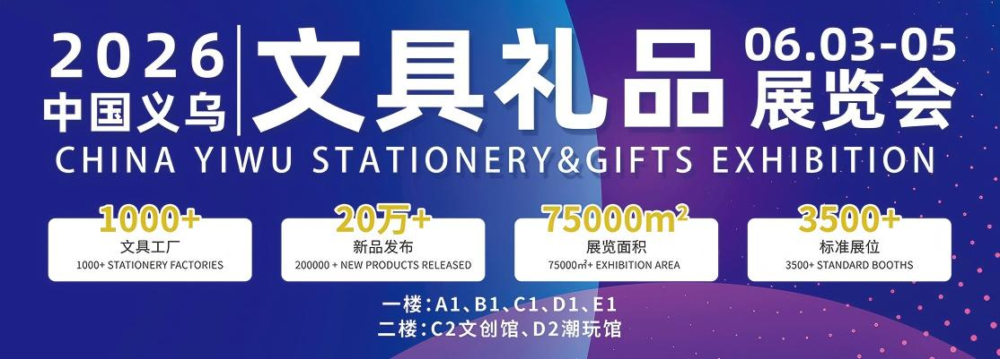 2026
中国义乌
文具礼品
06.03-05
展览会
CHINA YIWU STATIONERY&GIFTS EXHIBITION
1000+
文具工厂
1000+ STATIONERY FACTORIES
20万+
新品发布
200000 + NEW PRODUCTS RELEASED
75000m²
展览面积
75000㎡+ EXHIBITION AREA
3500+
标准展位
3500+ STANDARD BOOTHS
一楼:A1、B1、C1、D1、E1
二楼:C2文创馆、D2潮玩馆